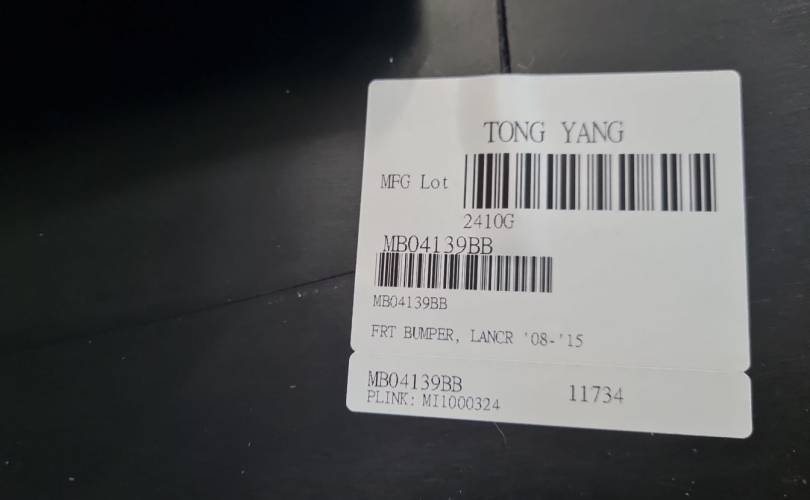 TONG YANG
MFG Lot
2410G
MB04139BB
MB04139BB
FRT BUMPER, LANCR '08-'15
MB04139BB 11734
PLINK: MI1000324